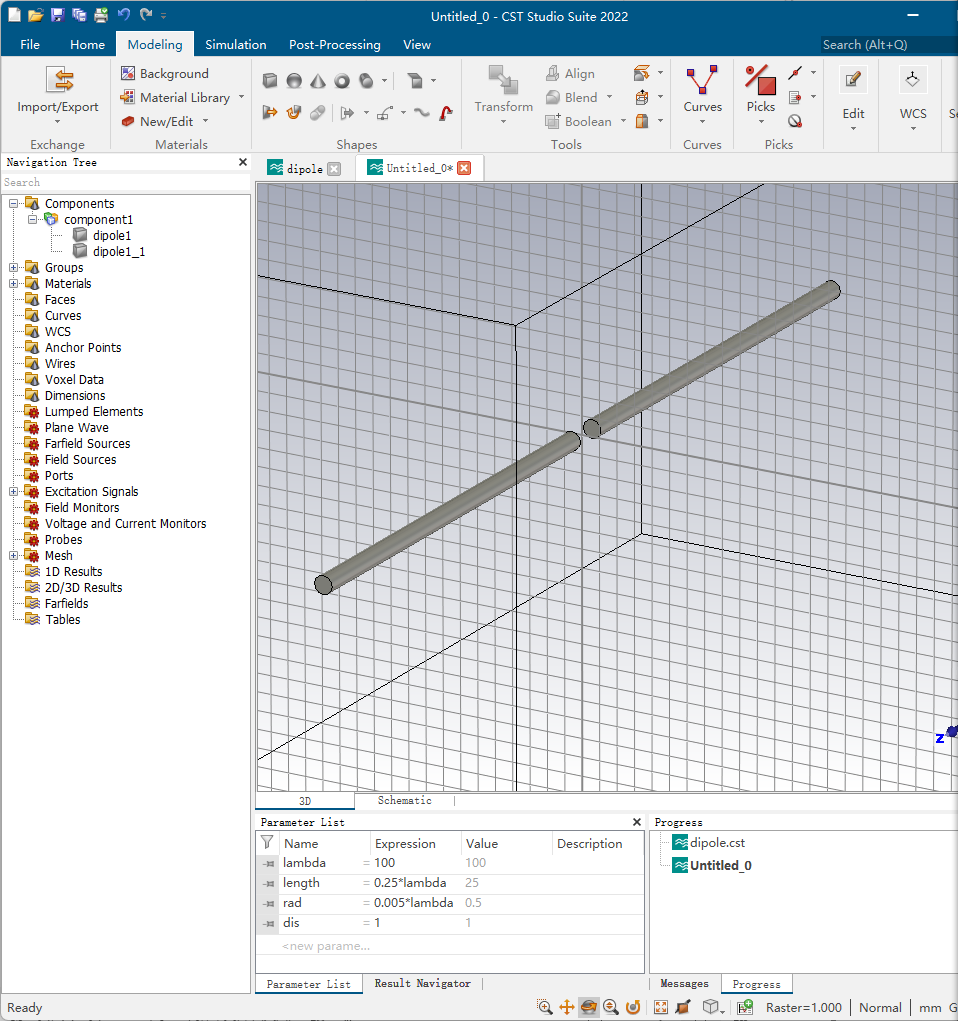 Untitled_0 - CST Studio Suite 2022
File Home Modeling Simulation Post-Processing View Search (Alt+Q)
Import/Export
Background
Material Library
New/Edit
Transform
Align
Blend
Boolean
Curves
Picks
Edit
WCS
Exchange Materials Shapes Tools Curves Picks
Navigation Tree
Search
dipole Untitled_0*
Components
component1
dipole1
dipole1_1
Groups
Materials
Faces
Curves
WCS
Anchor Points
Wires
Voxel Data
Dimensions
Lumped Elements
Plane Wave
Farfield Sources
Field Sources
Ports
Excitation Signals
Field Monitors
Voltage and Current Monitors
Probes
Mesh
1D Results
2D/3D Results
Farfields
Tables
z
3D Schematic
Parameter List
Name Expression Value Description
lambda = 100 100
length = 0.25*lambda 25
rad = 0.005*lambda 0.5
dis = 1 1
<new parame...
Parameter List Result Navigator
Progress
dipole.cst
Untitled_0
Messages Progress
Ready Raster=1.000 Normal mm